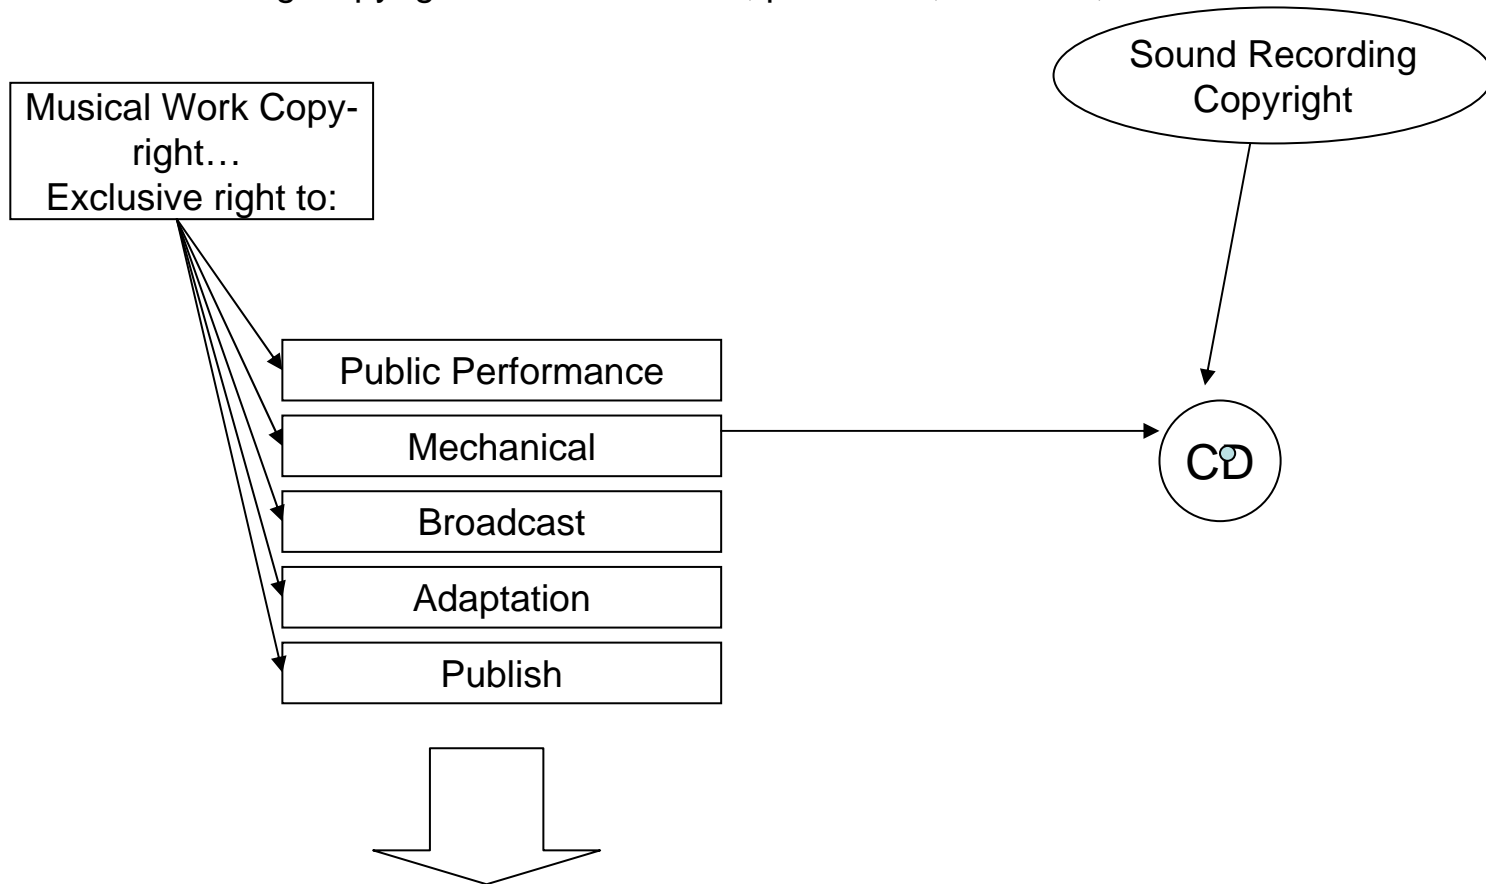 Sound Recording
Copyright
Musical Work Copy-
right…
Exclusive right to:
Public Performance
Mechanical
Broadcast
Adaptation
Publish
CD